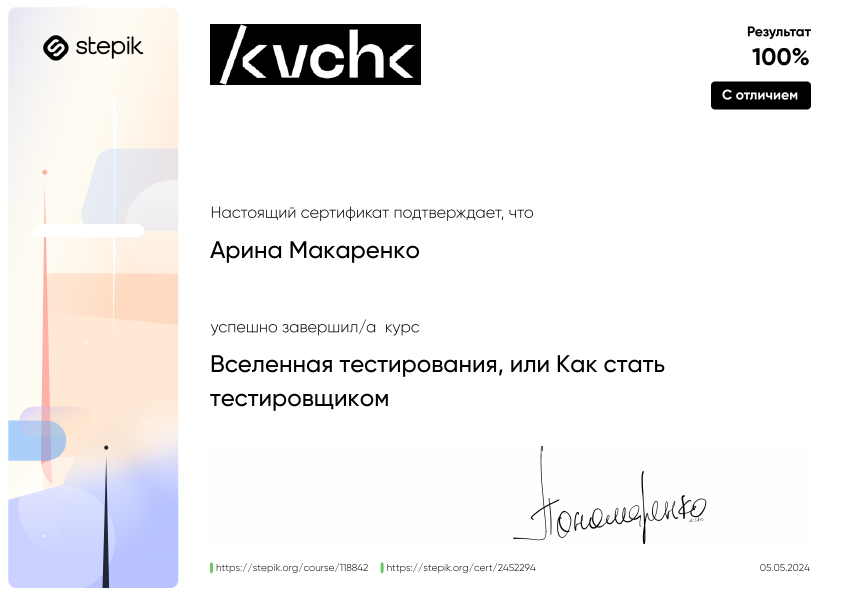 stepik
/kvchk
Результат
100%
С отличием
Настоящий сертификат подтверждает, что
Арина Макаренко
успешно завершил/а курс
Вселенная тестирования, или Как стать
тестировщиком
Пономаренко
https://stepik.org/course/118842 https://stepik.org/cert/2452294 05.05.2024